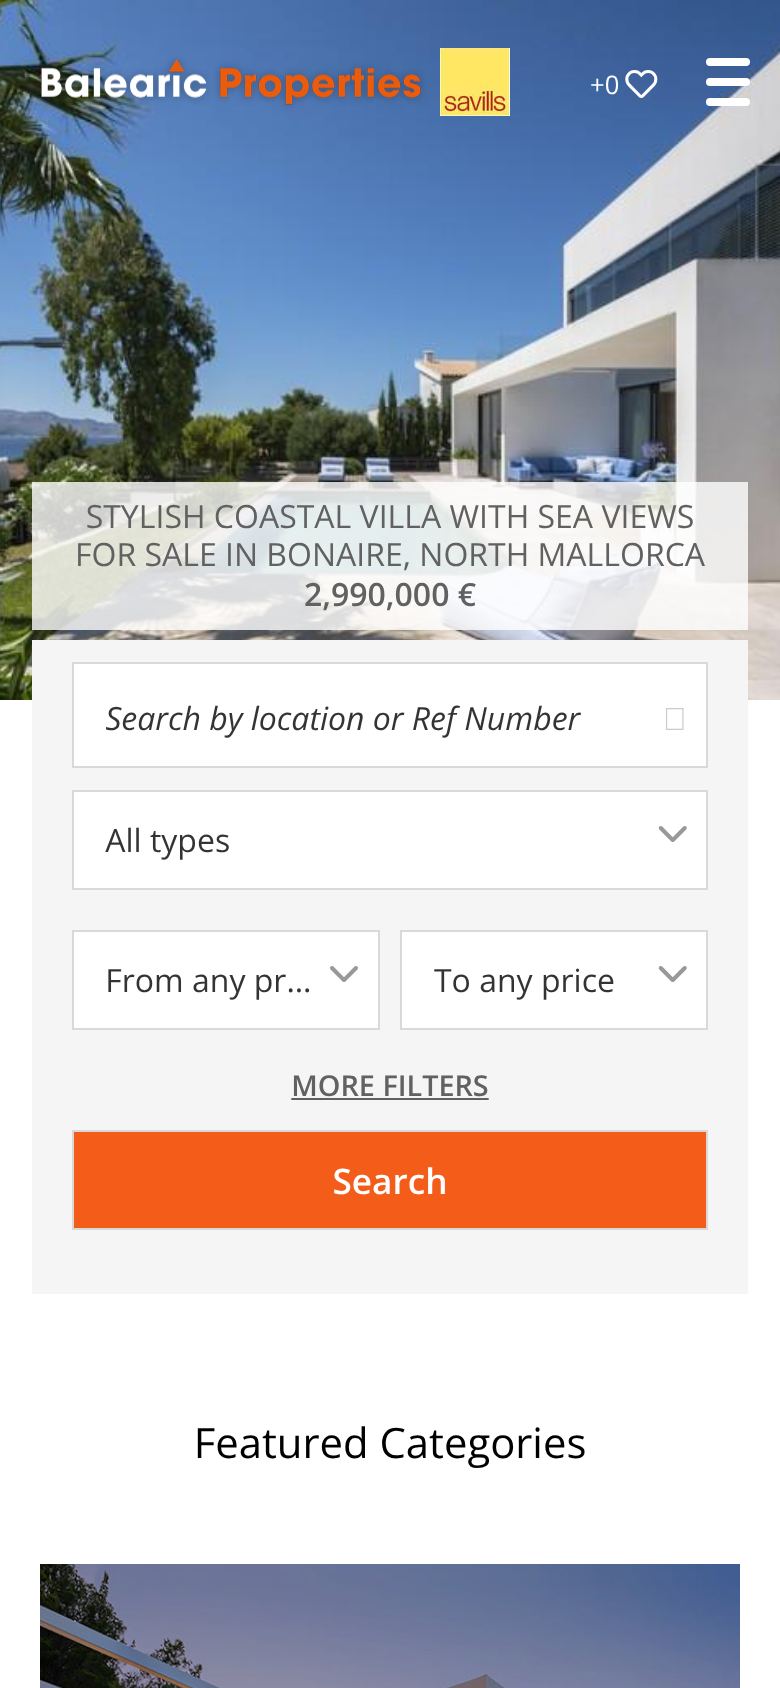 Balearic Properties
savills
+0
STYLISH COASTAL VILLA WITH SEA VIEWS
FOR SALE IN BONAIRE, NORTH MALLORCA
2,990,000 €
Search by location or Ref Number
All types
From any pr...
To any price
MORE FILTERS
Search
Featured Categories